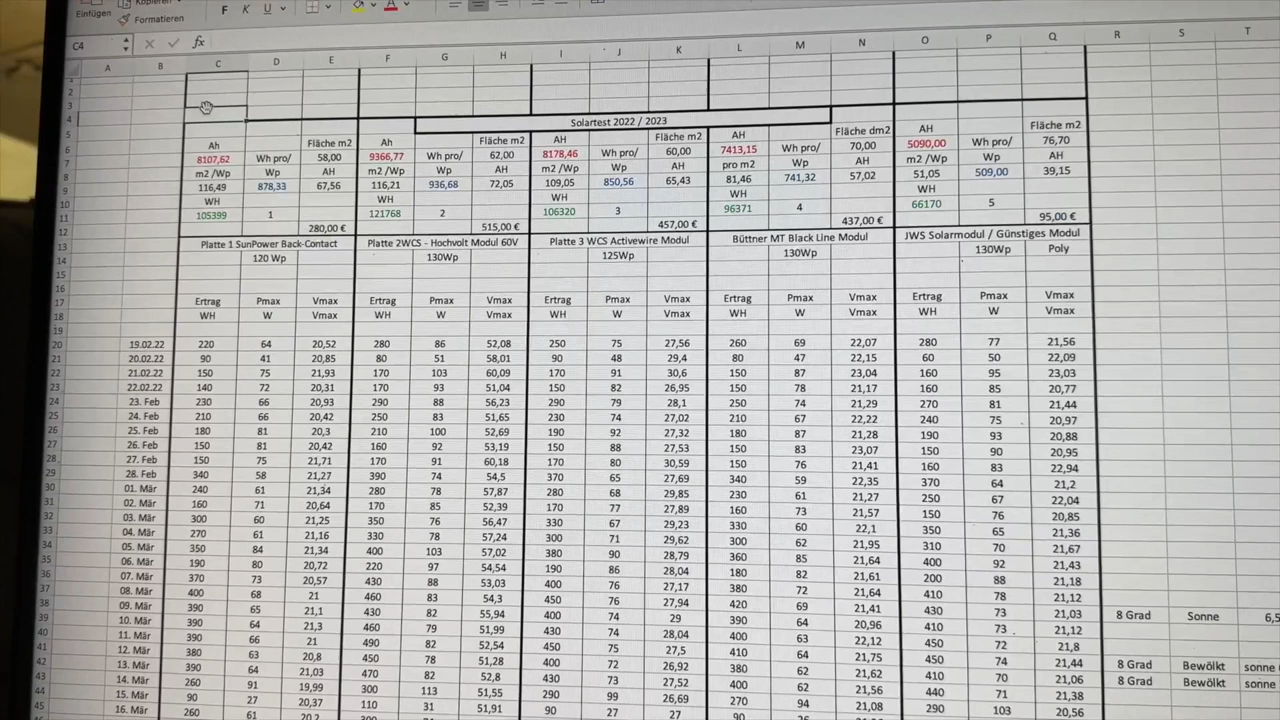 Einfügen Kopieren
Formatieren F K U
C4 fx
A B C D E F G H I J K L M N O P Q R S T
Solartest 2022 / 2023
Ah Fläche m2 AH Fläche m2 AH Fläche m2 AH Fläche dm2 AH Fläche m2
8107,62 Wh pro/ 58,00 9366,77 Wh pro/ 62,00 8178,46 Wh pro/ 60,00 7413,15 Wh pro/ 70,00 5090,00 Wh pro/ 76,70
m2 /Wp Wp AH m2 /Wp Wp AH m2 /Wp Wp AH pro m2 Wp AH m2 /Wp Wp AH
116,49 878,33 67,56 116,21 936,68 72,05 109,05 850,56 65,43 81,46 741,32 57,02 51,05 509,00 39,15
WH WH WH WH WH
105399 1 121768 2 106320 3 96371 4 66170 5
280,00 € 515,00 € 457,00 € 437,00 € 95,00 €
Platte 1 SunPower Back-Contact Platte 2WCS - Hochvolt Modul 60V Platte 3 WCS Activewire Modul Büttner MT Black Line Modul JWS Solarmodul / Günstiges Modul
120 Wp 130Wp 125Wp 130Wp 130Wp Poly
Ertrag Pmax Vmax Ertrag Pmax Vmax Ertrag Pmax Vmax Ertrag Pmax Vmax Ertrag Pmax Vmax
WH W Vmax WH W Vmax WH W Vmax WH W Vmax WH W Vmax
19.02.22 220 64 20,52 280 86 52,08 250 75 27,56 260 69 22,07 280 77 21,56
20.02.22 90 41 20,85 80 51 58,01 90 48 29,4 80 47 22,15 60 50 22,09
21.02.22 150 75 21,93 170 103 60,09 170 91 30,6 150 87 23,04 160 95 23,03
22.02.22 140 72 20,31 170 93 51,04 150 82 26,95 150 78 21,17 160 85 20,77
23. Feb 230 66 20,93 290 88 56,23 290 79 28,1 250 74 21,29 270 81 21,44
24. Feb 210 66 20,42 250 83 51,65 230 74 27,02 210 67 22,22 240 75 20,97
25. Feb 180 81 20,3 210 100 52,69 190 92 27,32 180 87 21,28 190 93 20,88
26. Feb 150 81 20,42 160 92 53,19 150 88 27,53 150 83 23,07 150 90 20,95
27. Feb 150 75 21,71 170 91 60,18 170 80 30,59 150 76 21,41 160 83 22,94
28. Feb 340 58 21,27 390 74 54,5 370 65 27,69 340 59 22,35 370 64 21,2
01. Mär 240 61 21,34 280 78 57,87 280 68 29,85 230 61 21,27 250 67 22,04
02. Mär 160 71 20,64 170 85 52,39 170 77 27,89 160 73 21,57 150 76 20,85
03. Mär 300 60 21,25 350 76 56,47 330 67 29,23 330 60 22,1 350 65 21,36
04. Mär 270 61 21,16 330 78 57,24 300 71 29,62 300 62 21,95 310 70 21,67
05. Mär 350 84 21,34 400 103 57,02 380 90 28,79 360 85 21,64 400 92 21,43
06. Mär 190 80 20,72 220 97 54,54 190 86 28,04 180 82 21,61 200 88 21,18
07. Mär 370 73 20,57 430 88 53,03 400 76 27,17 380 72 21,64 410 78 21,12
08. Mär 400 68 21 460 83 54,3 450 76 27,94 420 69 21,41 430 73 21,03 8 Grad Sonne 6,5
09. Mär 390 65 21,1 430 82 55,94 400 74 29 390 64 20,96 410 73 21,12
10. Mär 390 64 21,3 460 79 51,99 430 74 28,04 400 63 22,12 450 72 21,8
11. Mär 390 66 21 490 82 52,54 450 75 27,5 410 64 21,75 450 74 21,44 8 Grad Bewölkt sonne
12. Mär 380 63 20,8 450 78 51,28 400 72 26,92 380 62 21,62 410 70 21,06 8 Grad Bewölkt sonne
13. Mär 390 64 21,03 470 82 52,8 430 73 27,52 400 62 21,56 440 71 21,38
14. Mär 260 91 19,99 300 113 51,55 290 99 26,69 270 94 21,08 290 103 20,56
15. Mär 90 27 20,37 110 31 51,91 90 27 27 90
16. Mär 260 61 20,2 300